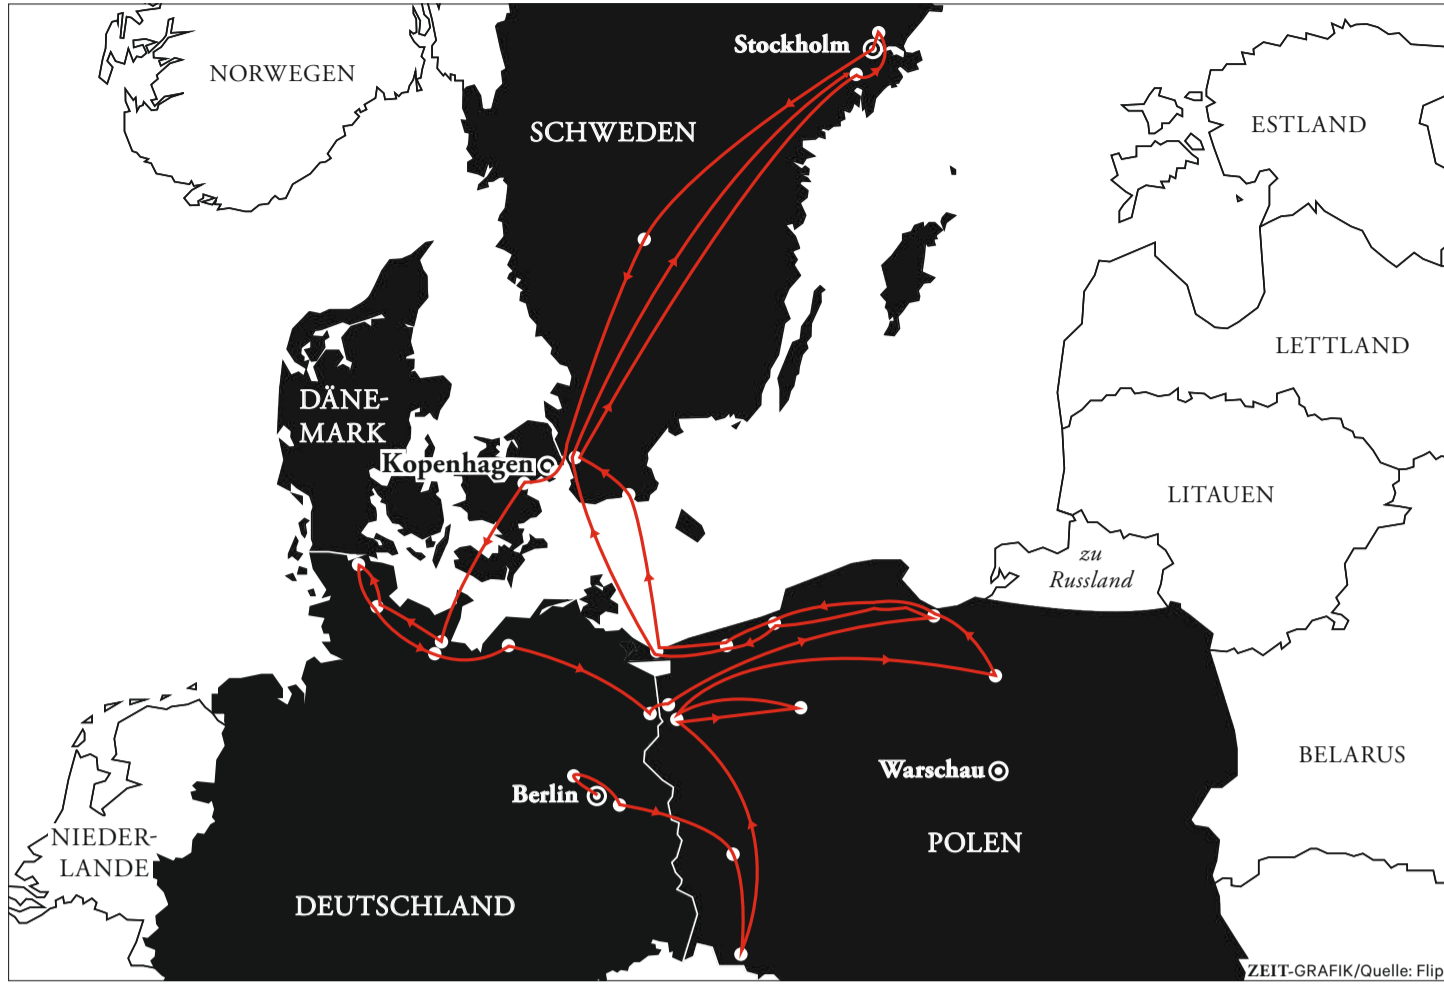 Stockholm
NORWEGEN
SCHWEDEN
ESTLAND
LETTLAND
DÄNE-
MARK
Kopenhagen
LITAUEN
zu
Russland
BELARUS
Warschau
Berlin
NIEDER-
LANDE
POLEN
DEUTSCHLAND
ZEIT-GRAFIK/Quelle: Flip